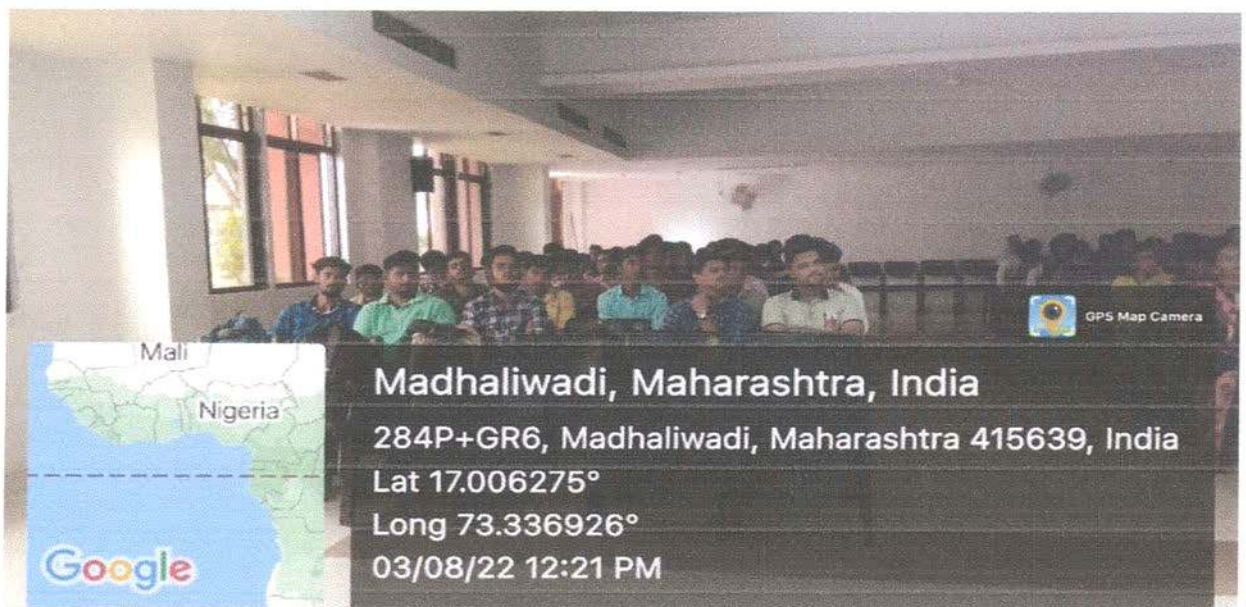 GPS Map Camera
Mali
Nigeria
Google
Madhaliwadi, Maharashtra, India
284P+GR6, Madhaliwadi, Maharashtra 415639, India
Lat 17.006275°
Long 73.336926°
03/08/22 12:21 PM